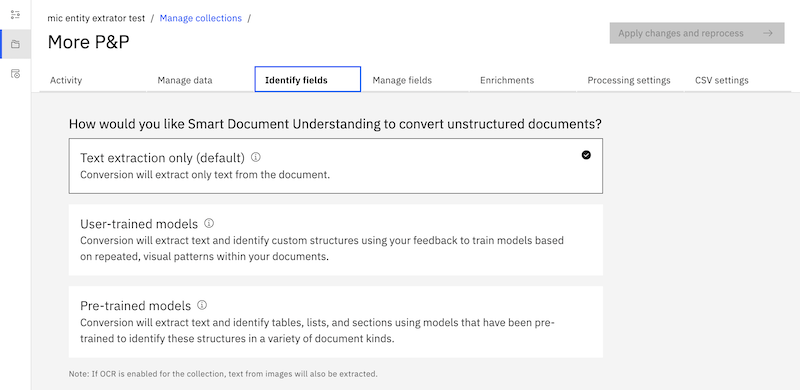 mic entity extrator test / Manage collections /
More P&P
Apply changes and reprocess
Activity Manage data Identify fields Manage fields Enrichments Processing settings CSV settings
How would you like Smart Document Understanding to convert unstructured documents?
Text extraction only (default)
Conversion will extract only text from the document.
User-trained models
Conversion will extract text and identify custom structures using your feedback to train models based
on repeated, visual patterns within your documents.
Pre-trained models
Conversion will extract text and identify tables, lists, and sections using models that have been pre-
trained to identify these structures in a variety of document kinds.
Note: If OCR is enabled for the collection, text from images will also be extracted.